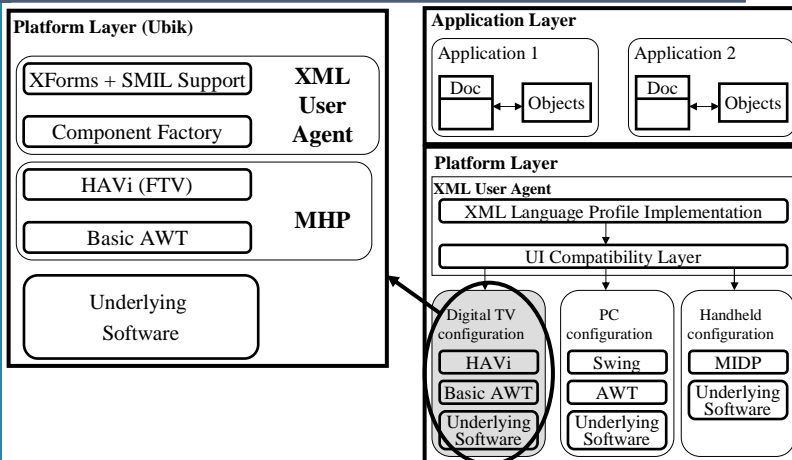 Platform Layer (Ubik)
XForms + SMIL Support
Component Factory
XML
User
Agent
HAVi (FTV)
Basic AWT
MHP
Underlying
Software
Application Layer
Application 1
Doc
Objects
Application 2
Doc
Objects
Platform Layer
XML User Agent
XML Language Profile Implementation
UI Compatibility Layer
Digital TV
configuration
HAVi
Basic AWT
Underlying
Software
PC
configuration
Swing
AWT
Underlying
Software
Handheld
configuration
MIDP
Underlying
Software